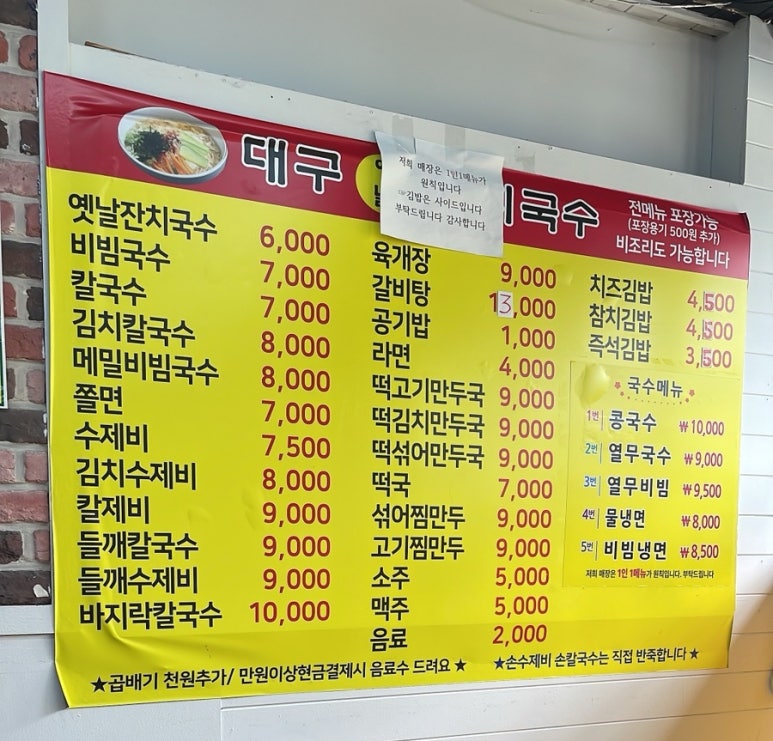 대구
치국수
저희 매장은 1인1메뉴가
원칙입니다
김밥은 사이드입니다
부탁드립니다 감사합니다
전메뉴 포장가능
(포장용기 500원 추가)
비조리도 가능합니다
옛날잔치국수 6,000
비빔국수 7,000
칼국수 7,000
김치칼국수 8,000
메밀비빔국수 8,000
쫄면 7,000
수제비 7,500
김치수제비 8,000
칼제비 9,000
들깨칼국수 9,000
들깨수제비 9,000
바지락칼국수 10,000
육개장 9,000
갈비탕 13,000
공기밥 1,000
라면 4,000
떡고기만두국 9,000
떡김치만두국 9,000
떡섞어만두국 9,000
떡국 7,000
섞어찜만두 9,000
고기찜만두 9,000
소주 5,000
맥주 5,000
음료 2,000
치즈김밥 4,500
참치김밥 4,500
즉석김밥 3,500
국수메뉴
1번 콩국수 ₩10,000
2번 열무국수 ₩9,000
3번 열무비빔 ₩9,500
4번 물냉면 ₩8,000
5번 비빔냉면 ₩8,500
저희 매장은 1인 1메뉴가 원칙입니다. 부탁드립니다
★곱배기 천원추가/ 만원이상현금결제시 음료수 드려요 ★
★손수제비 손칼국수는 직접 반죽합니다★